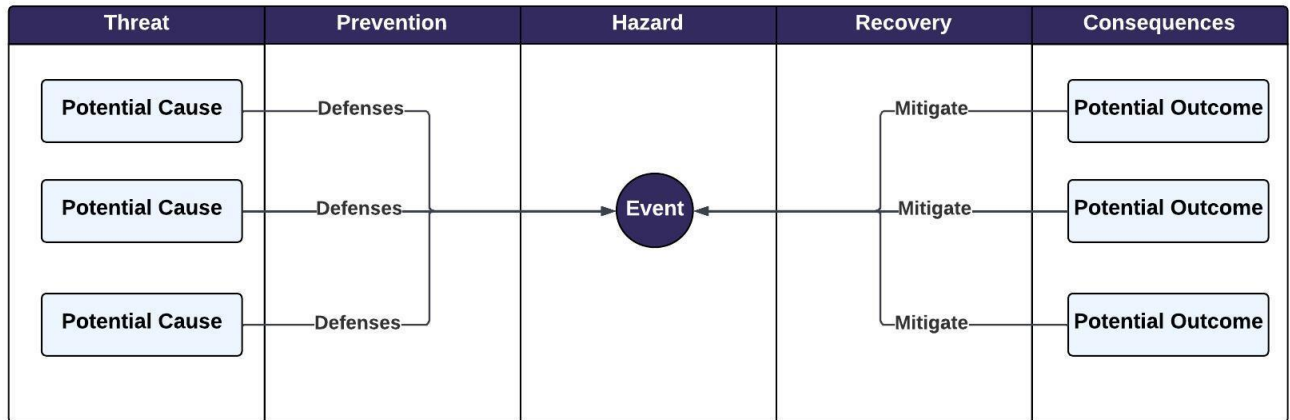 Threat
Prevention
Hazard
Recovery
Consequences
Potential Cause
Defenses
Mitigate
Potential Outcome
Potential Cause
Defenses
Event
Mitigate
Potential Outcome
Potential Cause
Defenses
Mitigate
Potential Outcome